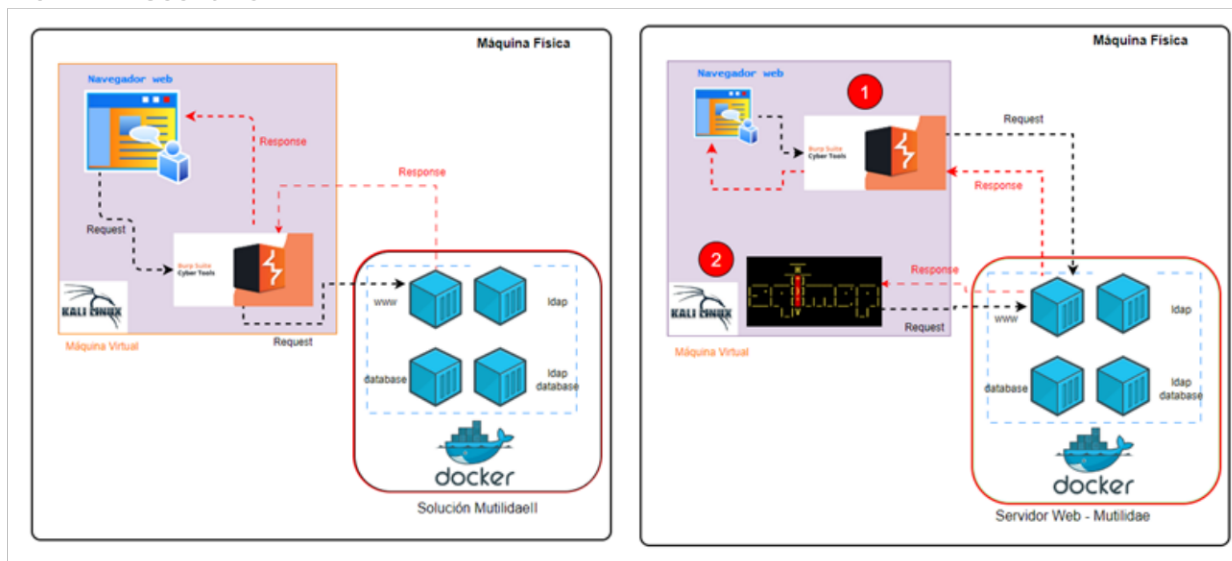 Máquina Física
Navegador web
Response
Request
Burp Suite
Cyber Tools
KALI LINUX
Máquina Virtual
Request
Response
www
ldap
database
ldap
database
docker
Solución MutilidaeII
Máquina Física
Navegador web
1
Burp Suite
Cyber Tools
Request
Response
2
KALI LINUX
Máquina Virtual
Response
Request
www
ldap
database
ldap
database
docker
Servidor Web - Mutilidae